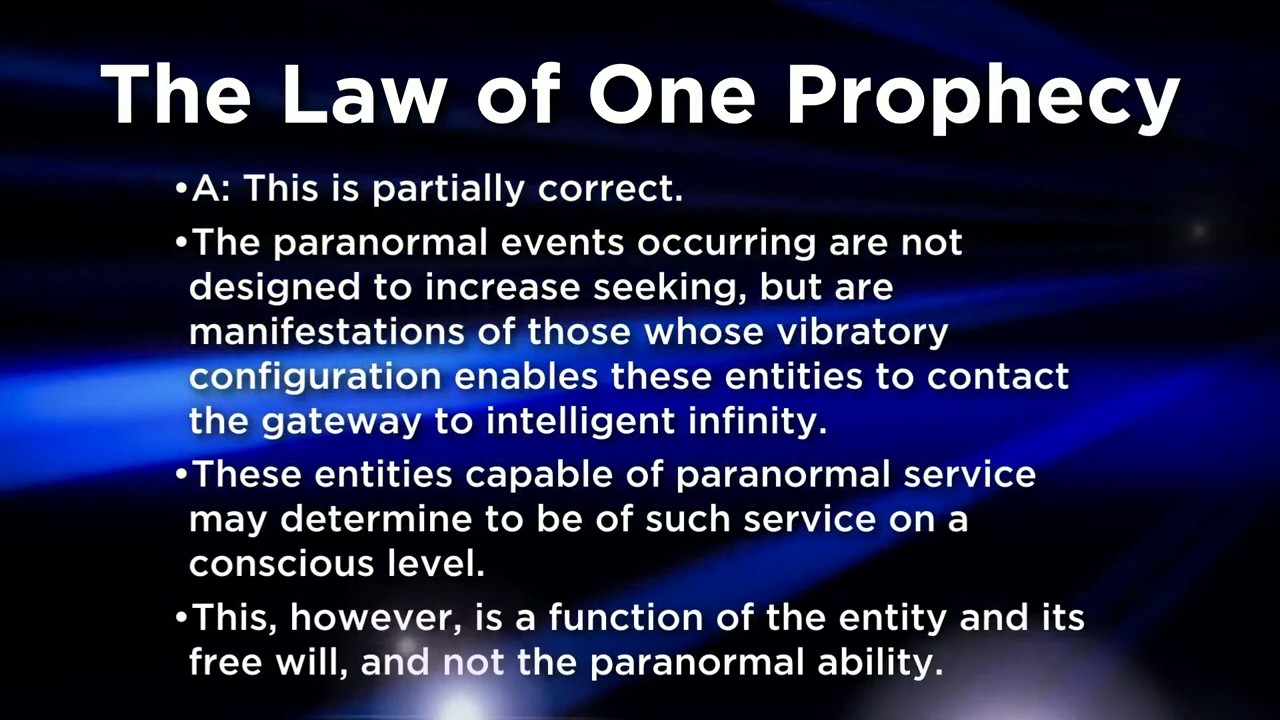 The Law of One Prophecy
•A: This is partially correct.
•The paranormal events occurring are not
designed to increase seeking, but are
manifestations of those whose vibratory
configuration enables these entities to contact
the gateway to intelligent infinity.
•These entities capable of paranormal service
may determine to be of such service on a
conscious level.
•This, however, is a function of the entity and its
free will, and not the paranormal ability.